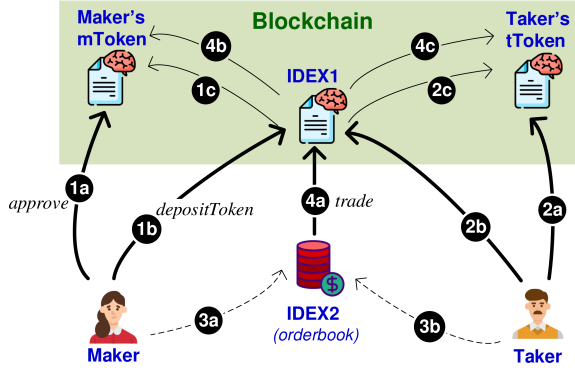 Maker's
mToken
Blockchain
Taker's
tToken
4b
4c
IDEX1
1c
2c
approve
1a
1b
depositToken
4a
trade
2b
2a
3a
IDEX2
(orderbook)
3b
$
Maker
Taker